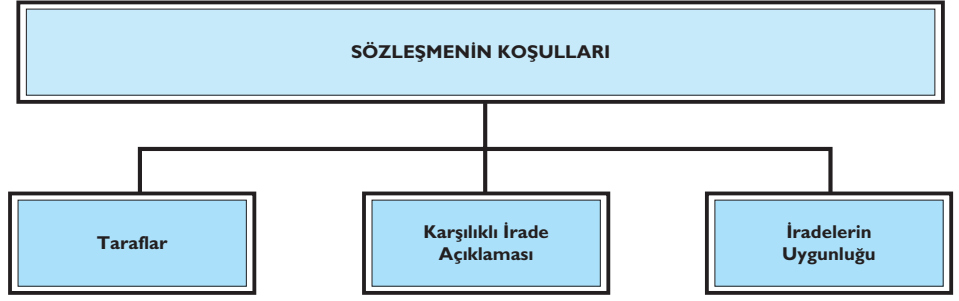 SÖZLEŞMENİN KOŞULLARI
Taraflar
Karşılıklı İrade
Açıklaması
İradelerin
Uygunluğu